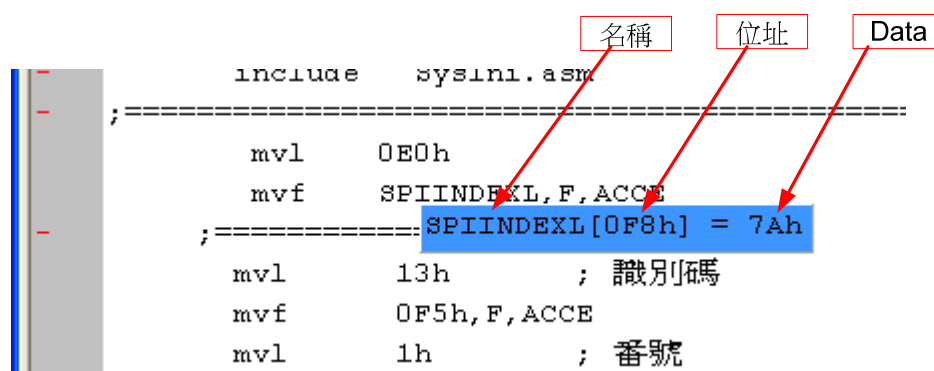 名稱 位址 Data
include sysini.asm
;============================================
mvl 0E0h
mvf SPIINDEXL,F,ACCE
SPIINDEXL[0F8h] = 7Ah
;============
mvl 13h ; 識別碼
mvf 0F5h,F,ACCE
mvl 1h ; 番號